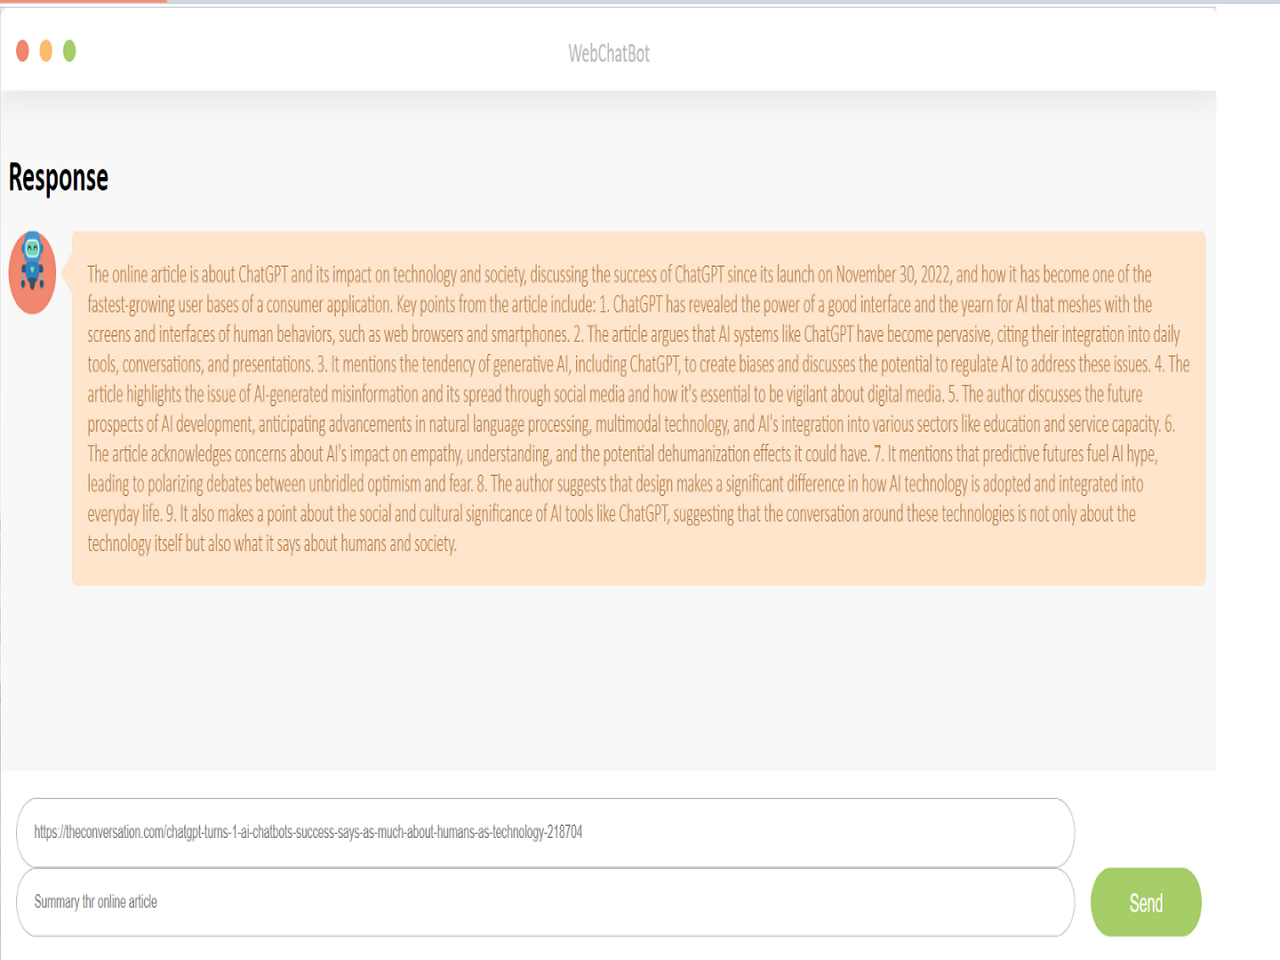 WebChatBot
Response
The online article is about ChatGPT and its impact on technology and society, discussing the success of ChatGPT since its launch on November 30, 2022, and how it has become one of the
fastest-growing user bases of a consumer application. Key points from the article include: 1. ChatGPT has revealed the power of a good interface and the yearn for AI that meshes with the
screens and interfaces of human behaviors, such as web browsers and smartphones. 2. The article argues that AI systems like ChatGPT have become pervasive, citing their integration into daily
tools, conversations, and presentations. 3. It mentions the tendency of generative AI, including ChatGPT, to create biases and discusses the potential to regulate AI to address these issues. 4. The
article highlights the issue of AI-generated misinformation and its spread through social media and how it's essential to be vigilant about digital media. 5. The author discusses the future
prospects of AI development, anticipating advancements in natural language processing, multimodal technology, and AI's integration into various sectors like education and service capacity. 6.
The article acknowledges concerns about AI's impact on empathy, understanding, and the potential dehumanization effects it could have. 7. It mentions that predictive futures fuel AI hype,
leading to polarizing debates between unbridled optimism and fear. 8. The author suggests that design makes a significant difference in how AI technology is adopted and integrated into
everyday life. 9. It also makes a point about the social and cultural significance of AI tools like ChatGPT, suggesting that the conversation around these technologies is not only about the
technology itself but also what it says about humans and society.
https://theconversation.com/chatgpt-turns-1-ai-chatbots-success-says-as-much-about-humans-as-technology-218704
Summary thr online article
Send